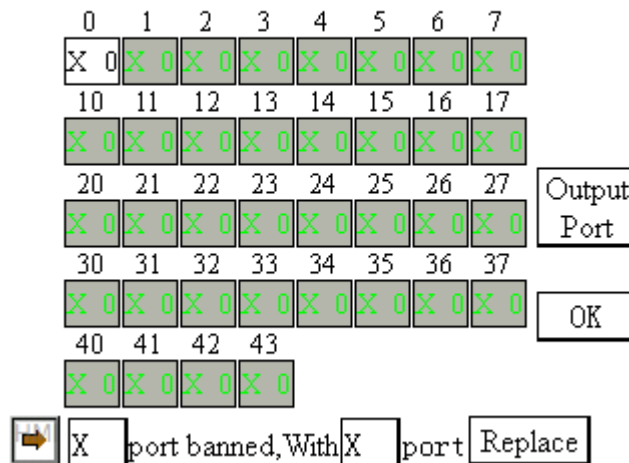 0 1 2 3 4 5 6 7
X 0 X 0 X 0 X 0 X 0 X 0 X 0 X 0
10 11 12 13 14 15 16 17
X 0 X 0 X 0 X 0 X 0 X 0 X 0 X 0
20 21 22 23 24 25 26 27
X 0 X 0 X 0 X 0 X 0 X 0 X 0 X 0
Output
Port
30 31 32 33 34 35 36 37
X 0 X 0 X 0 X 0 X 0 X 0 X 0 X 0
OK
40 41 42 43
X 0 X 0 X 0 X 0
X port banned,With X port Replace